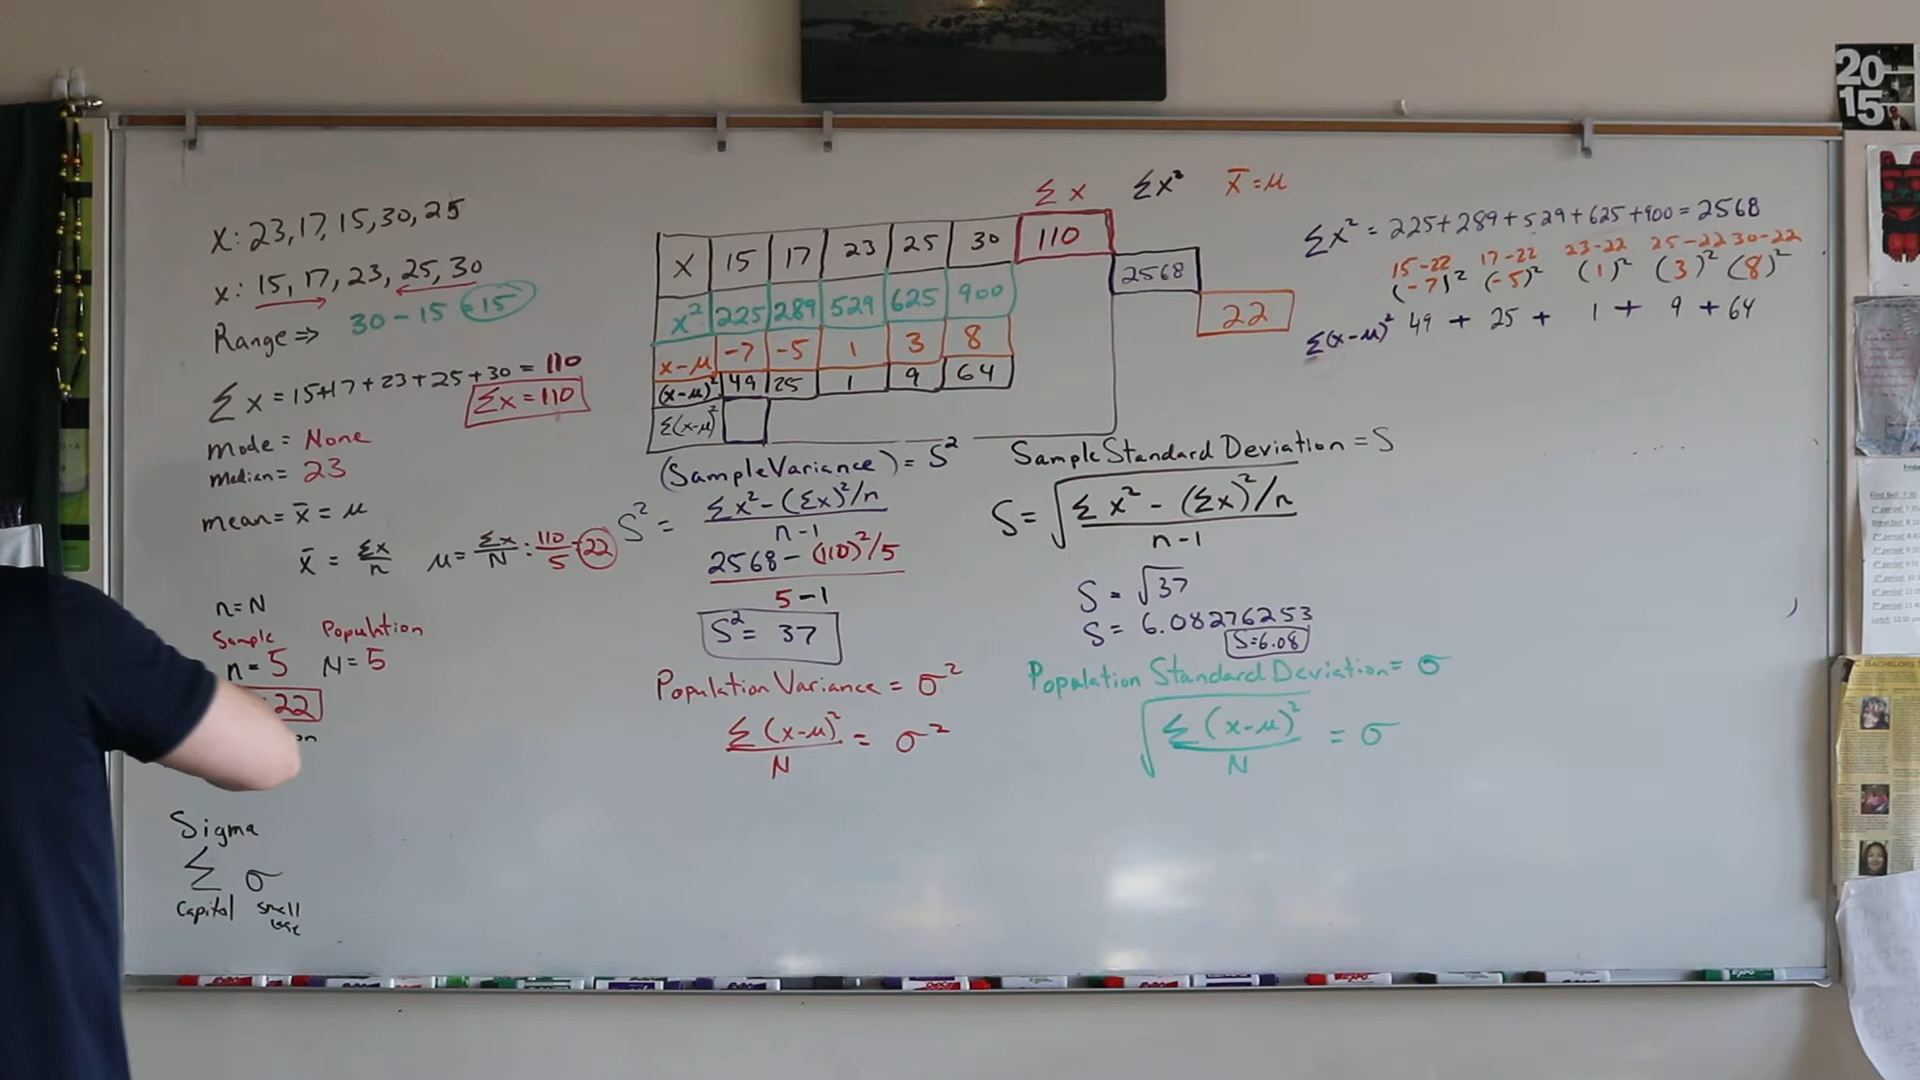 x: 23, 17, 15, 30, 25
x: 15, 17, 23, 25, 30
Range ⇒ 30 - 15 = 15
Σx = 15+17+23+25+30 = 110
Σx = 110
mode = None
median = 23
mean = x̄ = μ
x̄ = Σx/n μ = Σx/N : 110/5 = 22
n=N
Sample Population
n = 5 N = 5
22
Sigma
Σ σ
Capitol small
Σx Σx² x̄ = μ
x 15 17 23 25 30 110
2568
x² 225 289 529 625 900
22
x-μ -7 -5 1 3 8
(x-μ)² 49 25 1 9 64
Σ(x-μ)²
(Sample Variance) = S²
S² = Σx² - (Σx)²/n
n-1
2568 - (110)²/5
5-1
S² = 37
Population Variance = σ²
Σ(x-μ)²/N = σ²
Sample Standard Deviation = S
S = √Σx² - (Σx)²/n
n-1
S = √37
S = 6.08276253
S=6.08
Population Standard Deviation = σ
√Σ(x-μ)²/N = σ
Σx² = 225+289+529+625+900 = 2568
15-22 17-22 23-22 25-22 30-22
(-7)² (-5)² (1)² (3)² (8)²
Σ(x-μ)² 49 + 25 + 1 + 9 + 64
20
15